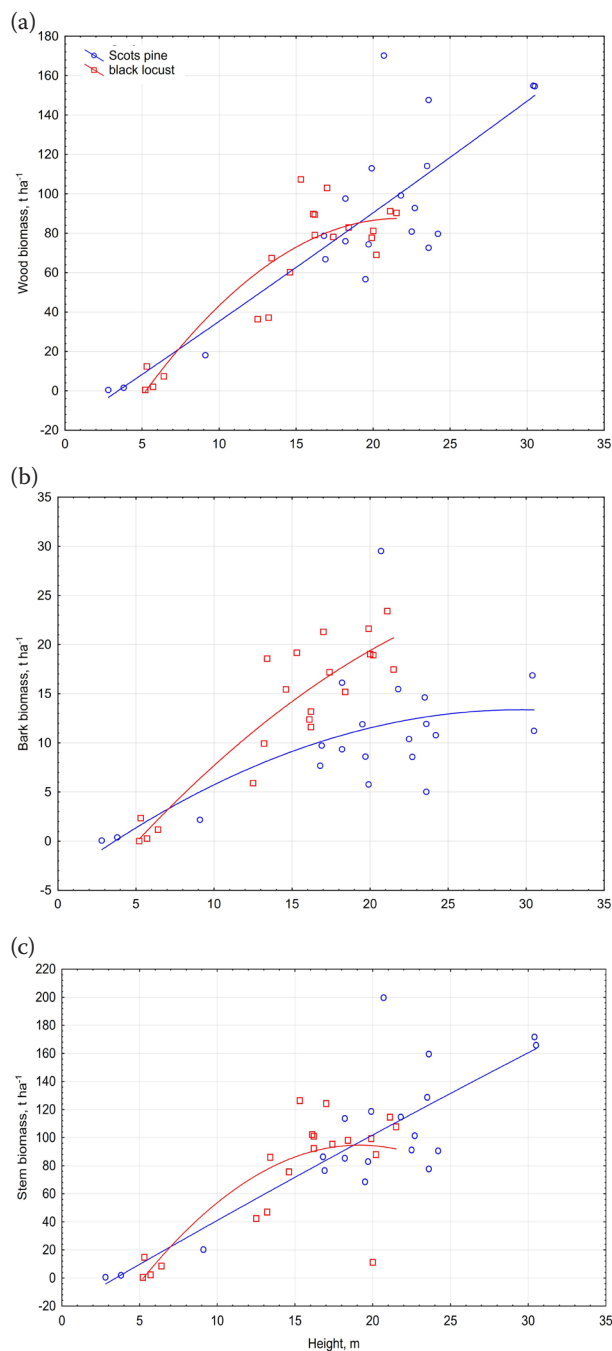 (a)
180
160
140
120
100
80
60
40
20
0
-20
Wood biomass, t ha-1
Scots pine
black locust
0 5 10 15 20 25 30 35
(b)
35
30
25
20
15
10
5
0
-5
Bark biomass, t ha-1
0 5 10 15 20 25 30 35
(c)
220
200
180
160
140
120
100
80
60
40
20
0
-20
Stem biomass, t ha-1
0 5 10 15 20 25 30 35
Height, m